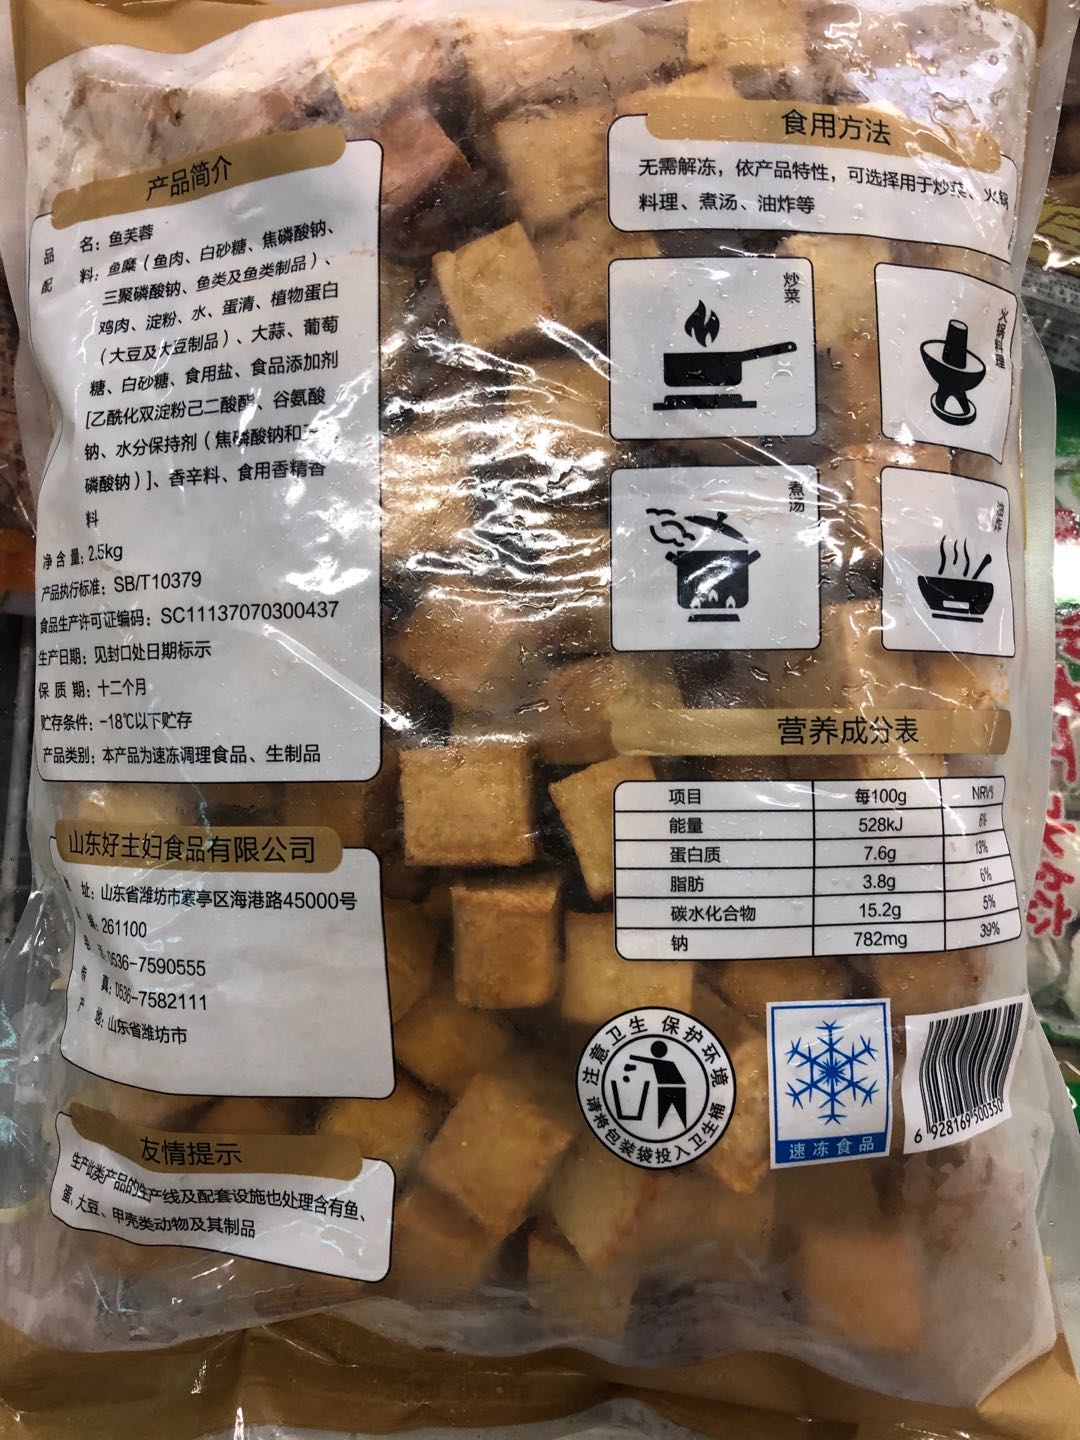 产品简介
品 名：鱼芙蓉
配 料：鱼糜（鱼肉、白砂糖、焦磷酸钠、
三聚磷酸钠、鱼类及鱼类制品）、
鸡肉、淀粉、水、蛋清、植物蛋白
（大豆及大豆制品）、大蒜、葡萄
糖、白砂糖、食用盐、食品添加剂
[乙酰化双淀粉己二酸酯、谷氨酸
钠、水分保持剂（焦磷酸钠和三
磷酸钠）]、香辛料、食用香精香
料
净 含 量：2.5kg
产品执行标准：SB/T10379
食品生产许可证编码：SC11137070300437
生产日期：见封口处日期标示
保 质 期：十二个月
贮存条件：-18℃以下贮存
产品类别：本产品为速冻调理食品、生制品
山东好主妇食品有限公司
址：山东省潍坊市寒亭区海港路45000号
编：261100
电 话：0536-7590555
传 真：0536-7582111
产 地：山东省潍坊市
友情提示
生产此类产品的生产线及配套设施也处理含有鱼、
蛋、大豆、甲壳类动物及其制品
食用方法
无需解冻，依产品特性，可选择用于炒菜、火锅
料理、煮汤、油炸等
炒菜
火锅料理
煮汤
油炸
营养成分表
项目 每100g NRV%
能量 528kJ 6%
蛋白质 7.6g 13%
脂肪 3.8g 6%
碳水化合物 15.2g 5%
钠 782mg 39%
注意卫生 保护环境
请将包装袋投入卫生桶
速冻食品
6 928169 500350